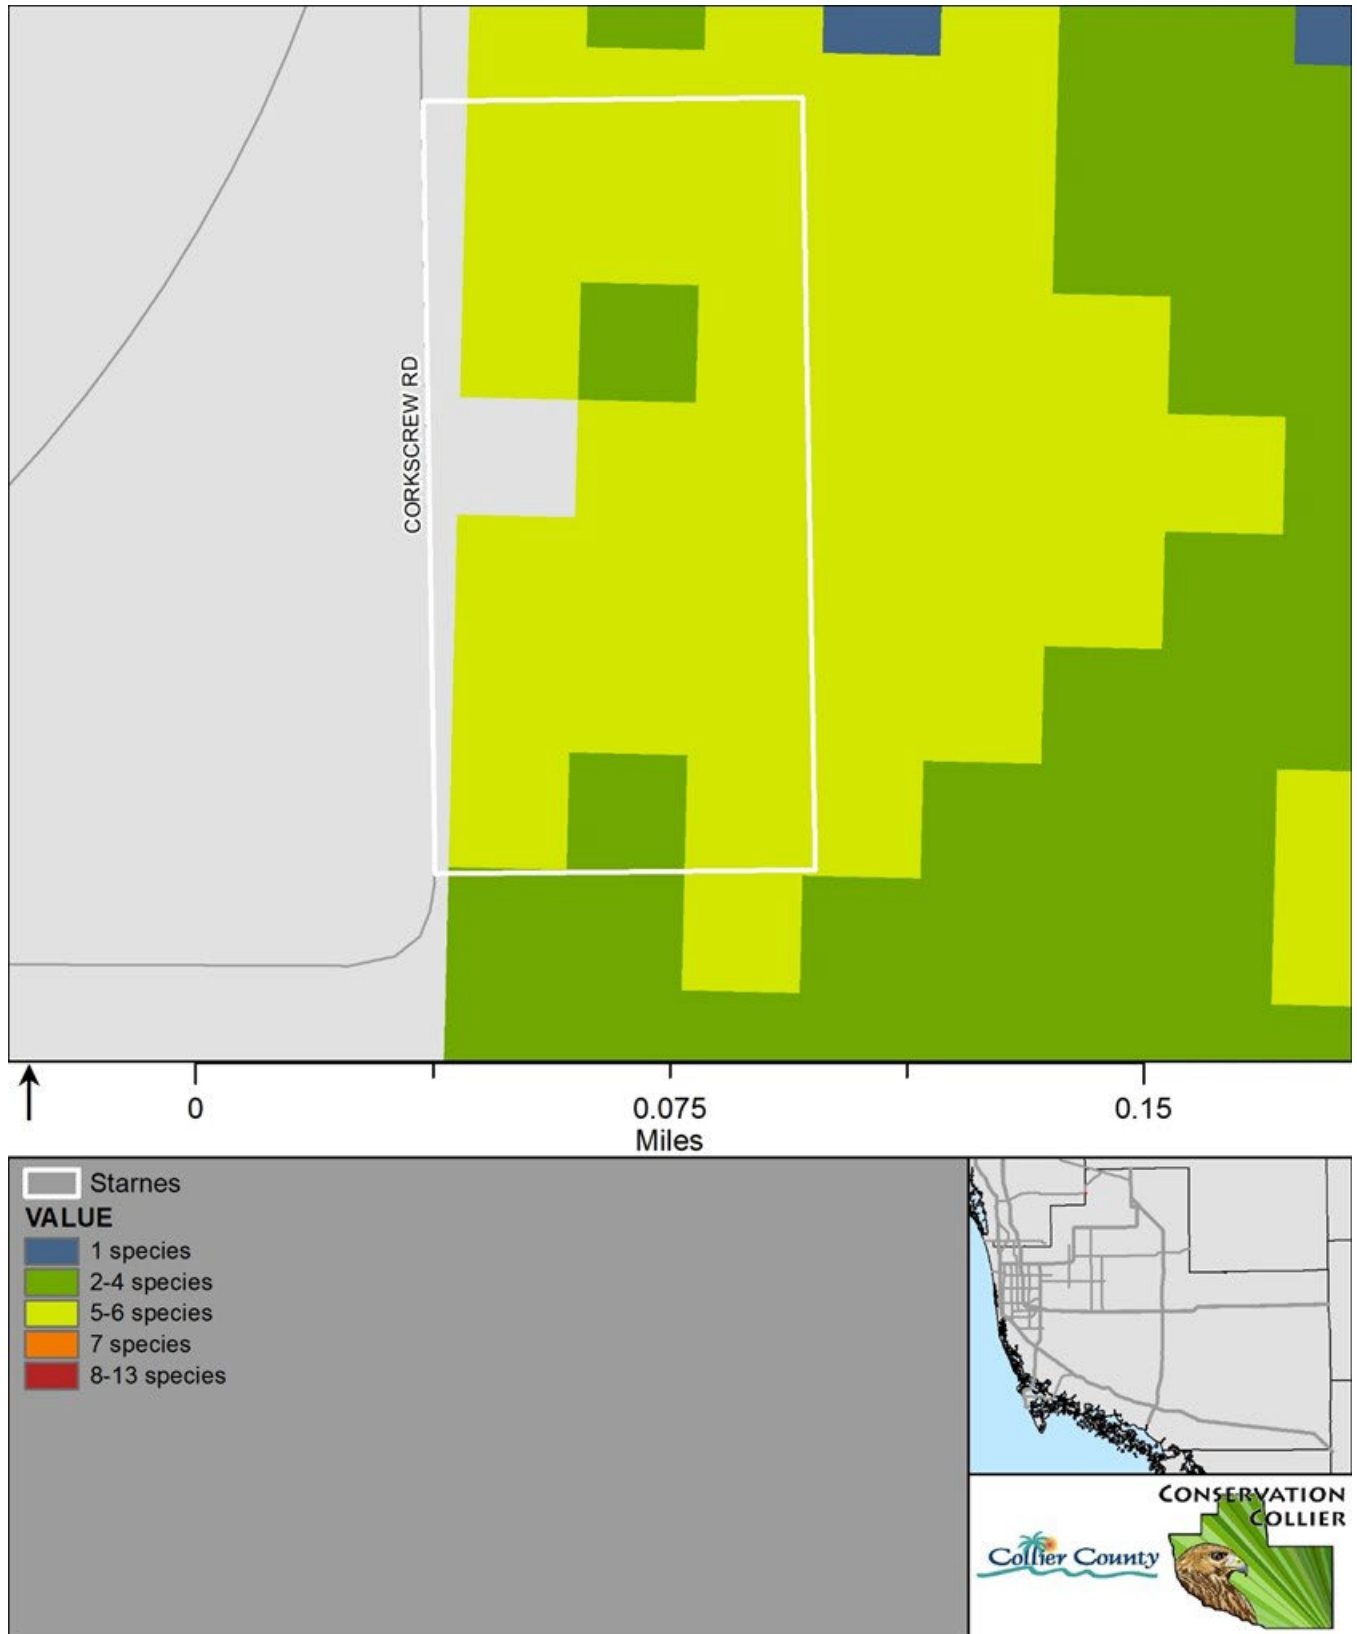 CORKSCREW RD
0 0.075 0.15
Miles
Starnes
VALUE
1 species
2-4 species
5-6 species
7 species
8-13 species
CONSERVATION
COLLIER
Collier County